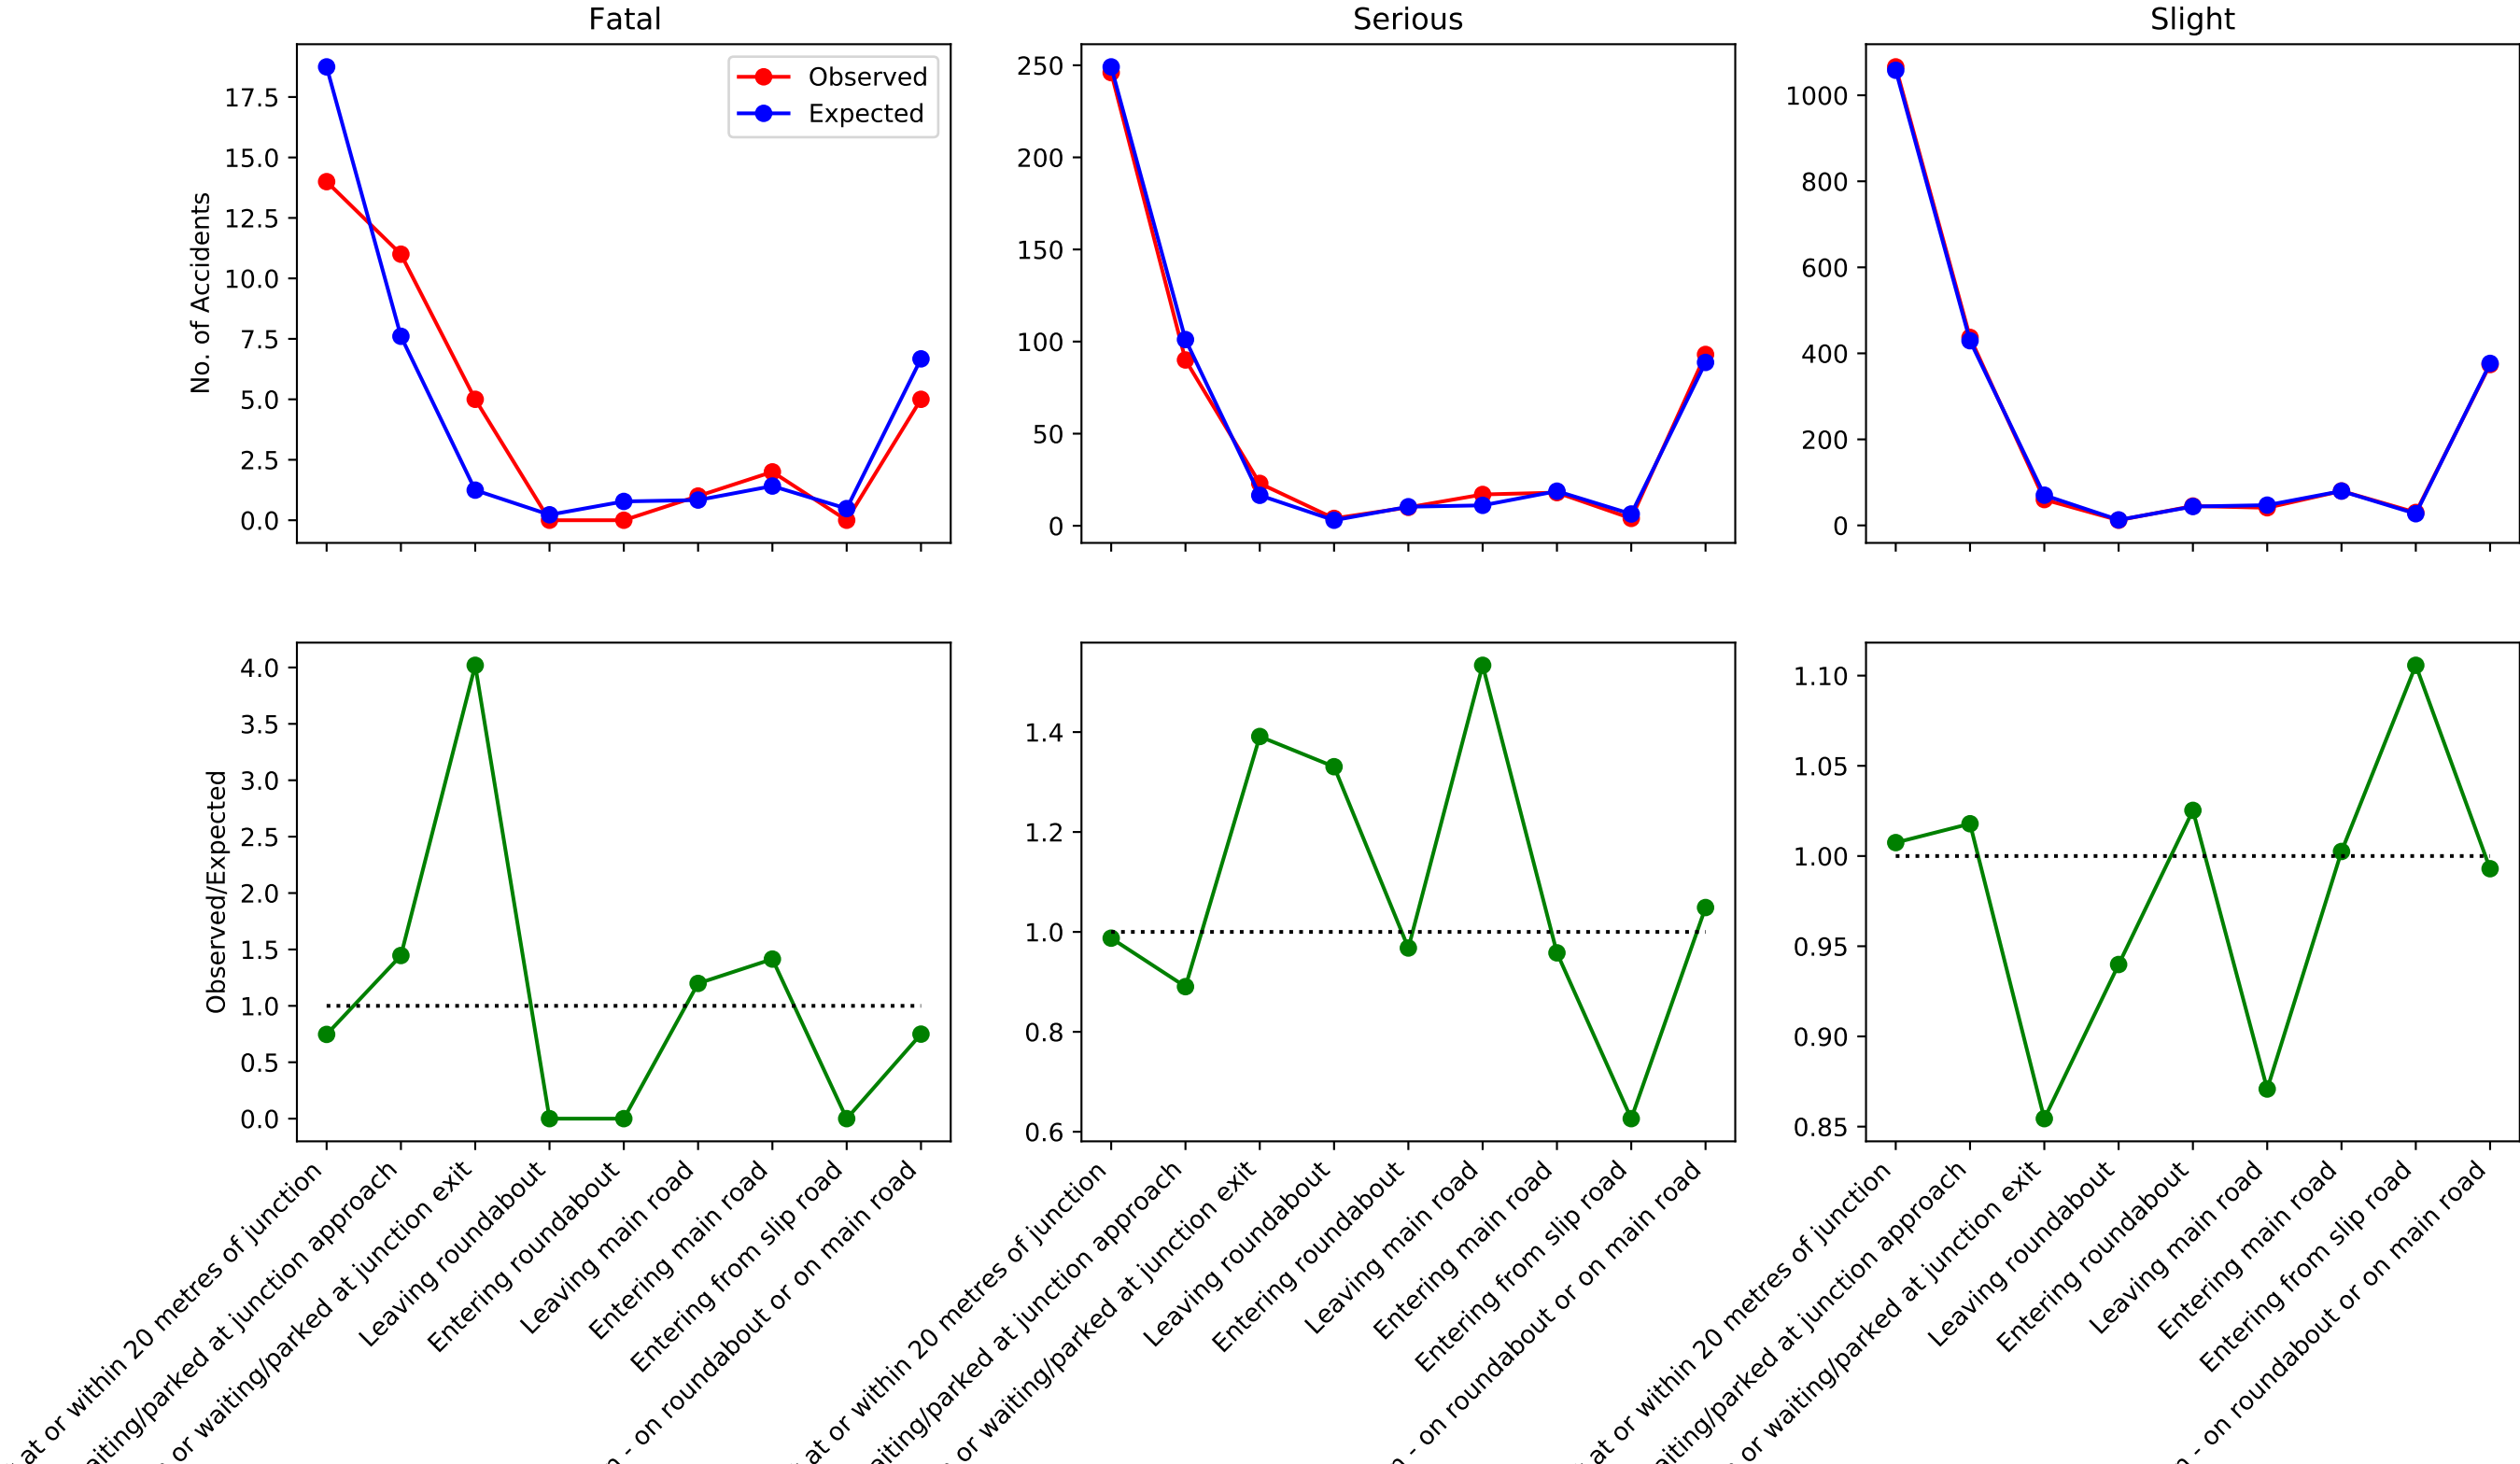 Fatal
Serious
Slight
Observed
Expected
No. of Accidents
17.5
15.0
12.5
10.0
7.5
5.0
2.5
0.0
250
200
150
100
50
0
1000
800
600
400
200
0
Observed/Expected
4.0
3.5
3.0
2.5
2.0
1.5
1.0
0.5
0.0
1.4
1.2
1.0
0.8
0.6
1.10
1.05
1.00
0.95
0.90
0.85
at or within 20 metres of junction
waiting/parked at junction approach
or waiting/parked at junction exit
Leaving roundabout
Entering roundabout
Leaving main road
Entering main road
Entering from slip road
- on roundabout or on main road
at or within 20 metres of junction
waiting/parked at junction approach
or waiting/parked at junction exit
Leaving roundabout
Entering roundabout
Leaving main road
Entering main road
Entering from slip road
- on roundabout or on main road
at or within 20 metres of junction
waiting/parked at junction approach
or waiting/parked at junction exit
Leaving roundabout
Entering roundabout
Leaving main road
Entering main road
Entering from slip road
- on roundabout or on main road